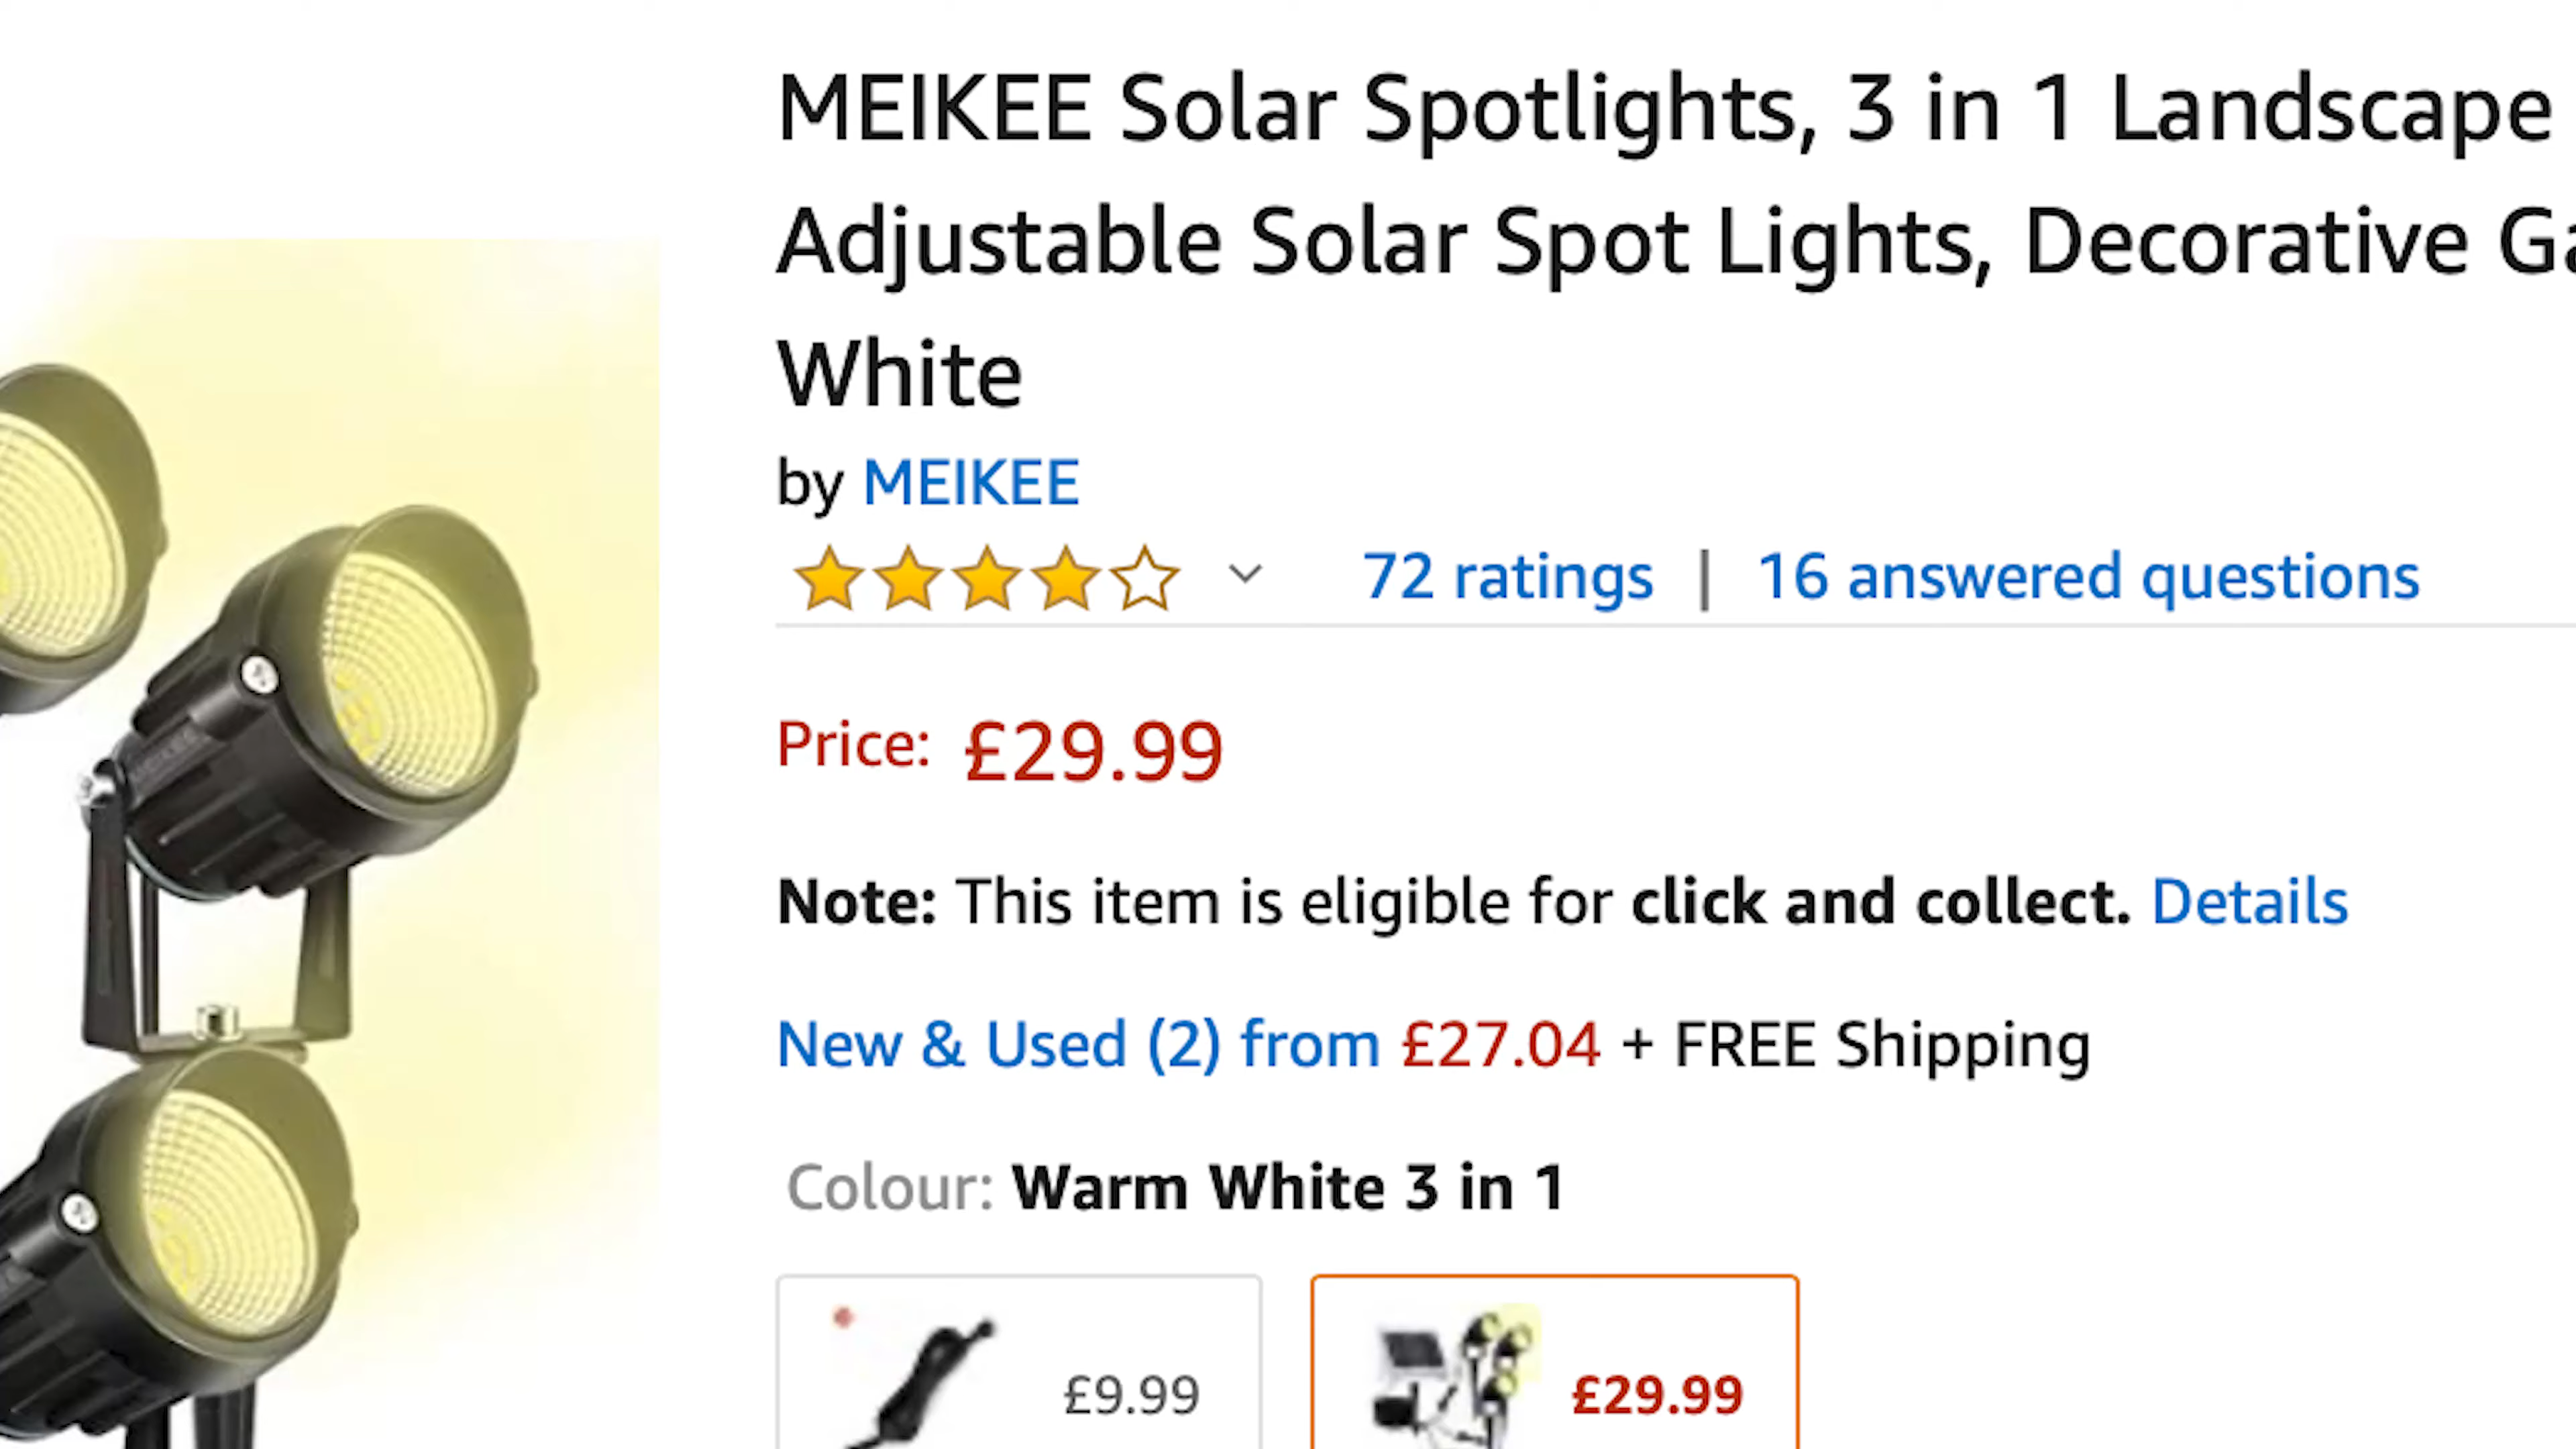 MEIKEE Solar Spotlights, 3 in 1 Landscape
Adjustable Solar Spot Lights, Decorative
White
by MEIKEE
72 ratings | 16 answered questions
Price: £29.99
Note: This item is eligible for click and collect. Details
New & Used (2) from £27.04 + FREE Shipping
Colour: Warm White 3 in 1
£9.99
£29.99